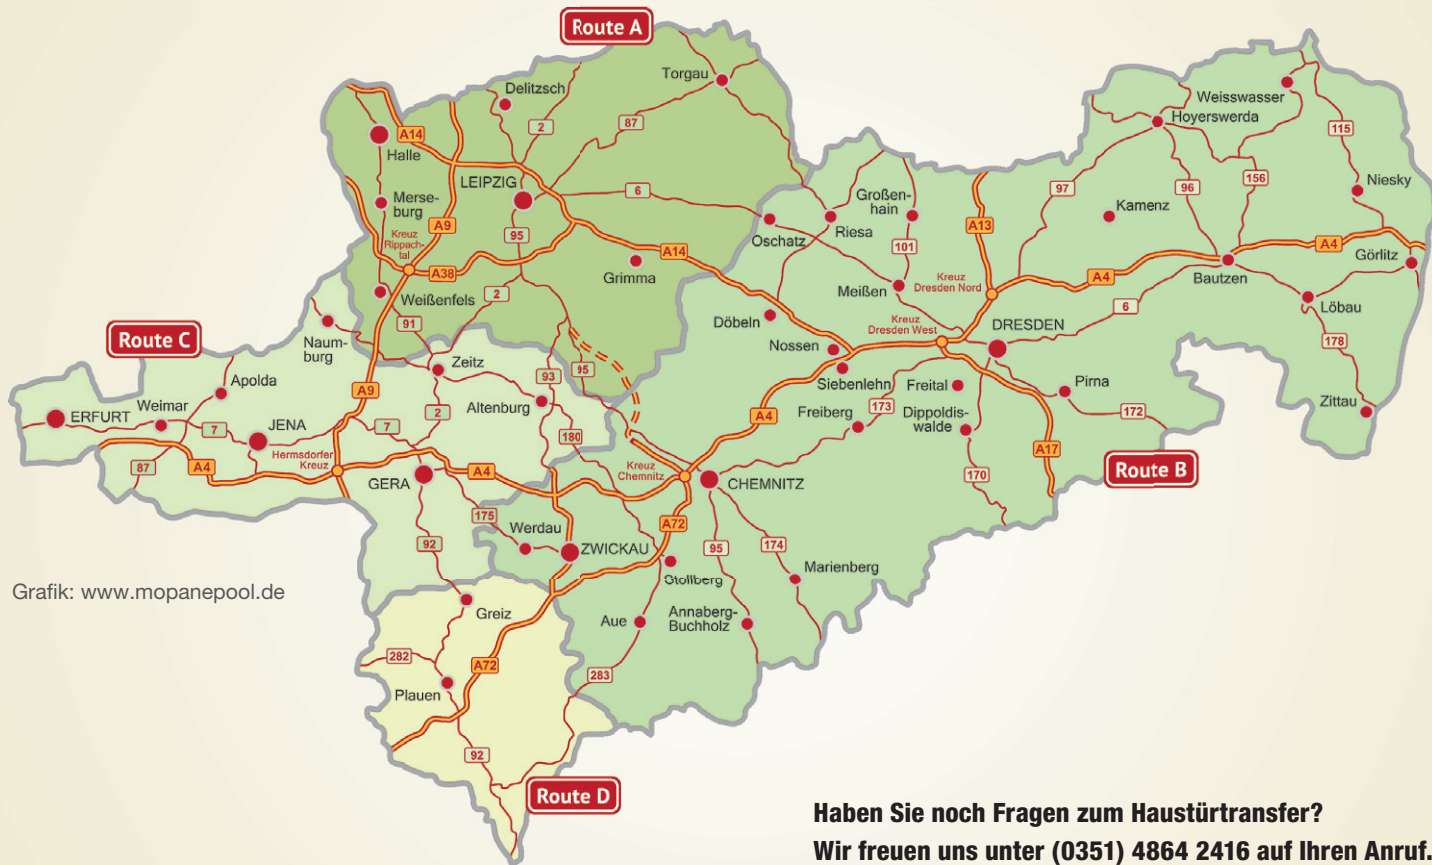 Route A
Torgau
Delitzsch
Weisswasser
Hoyerswerda
2
87
115
A14
Halle
LEIPZIG
97
96
156
Niesky
Merse-
burg
6
Großen-
hain
Kamenz
Kreuz
Rippach-
tal
A9
95
Oschatz
Riesa
A13
A4
101
A14
Görlitz
A38
Grimma
Kreuz
Dresden Nord
A4
Bautzen
Weißenfels
2
Meißen
6
Löbau
91
Döbeln
Kreuz
Dresden West
DRESDEN
Route C
Naum-
burg
Nossen
178
Zeitz
Siebenlehn
93
95
Apolda
A9
Freital
Pirna
Zittau
ERFURT
Weimar
2
Altenburg
A4
Freiberg
173
Dippoldis-
walde
172
7
JENA
7
180
Hermsdorfer
Kreuz
A17
87
A4
A4
Kreuz
Chemnitz
Route B
GERA
CHEMNITZ
170
175
A72
Werdau
92
ZWICKAU
95
174
Stollberg
Marienberg
Grafik: www.mopanepool.de
Greiz
Aue
Annaberg-
Buchholz
282
A72
283
Plauen
92
Route D
Haben Sie noch Fragen zum Haustürtransfer?
Wir freuen uns unter (0351) 4864 2416 auf Ihren Anruf.